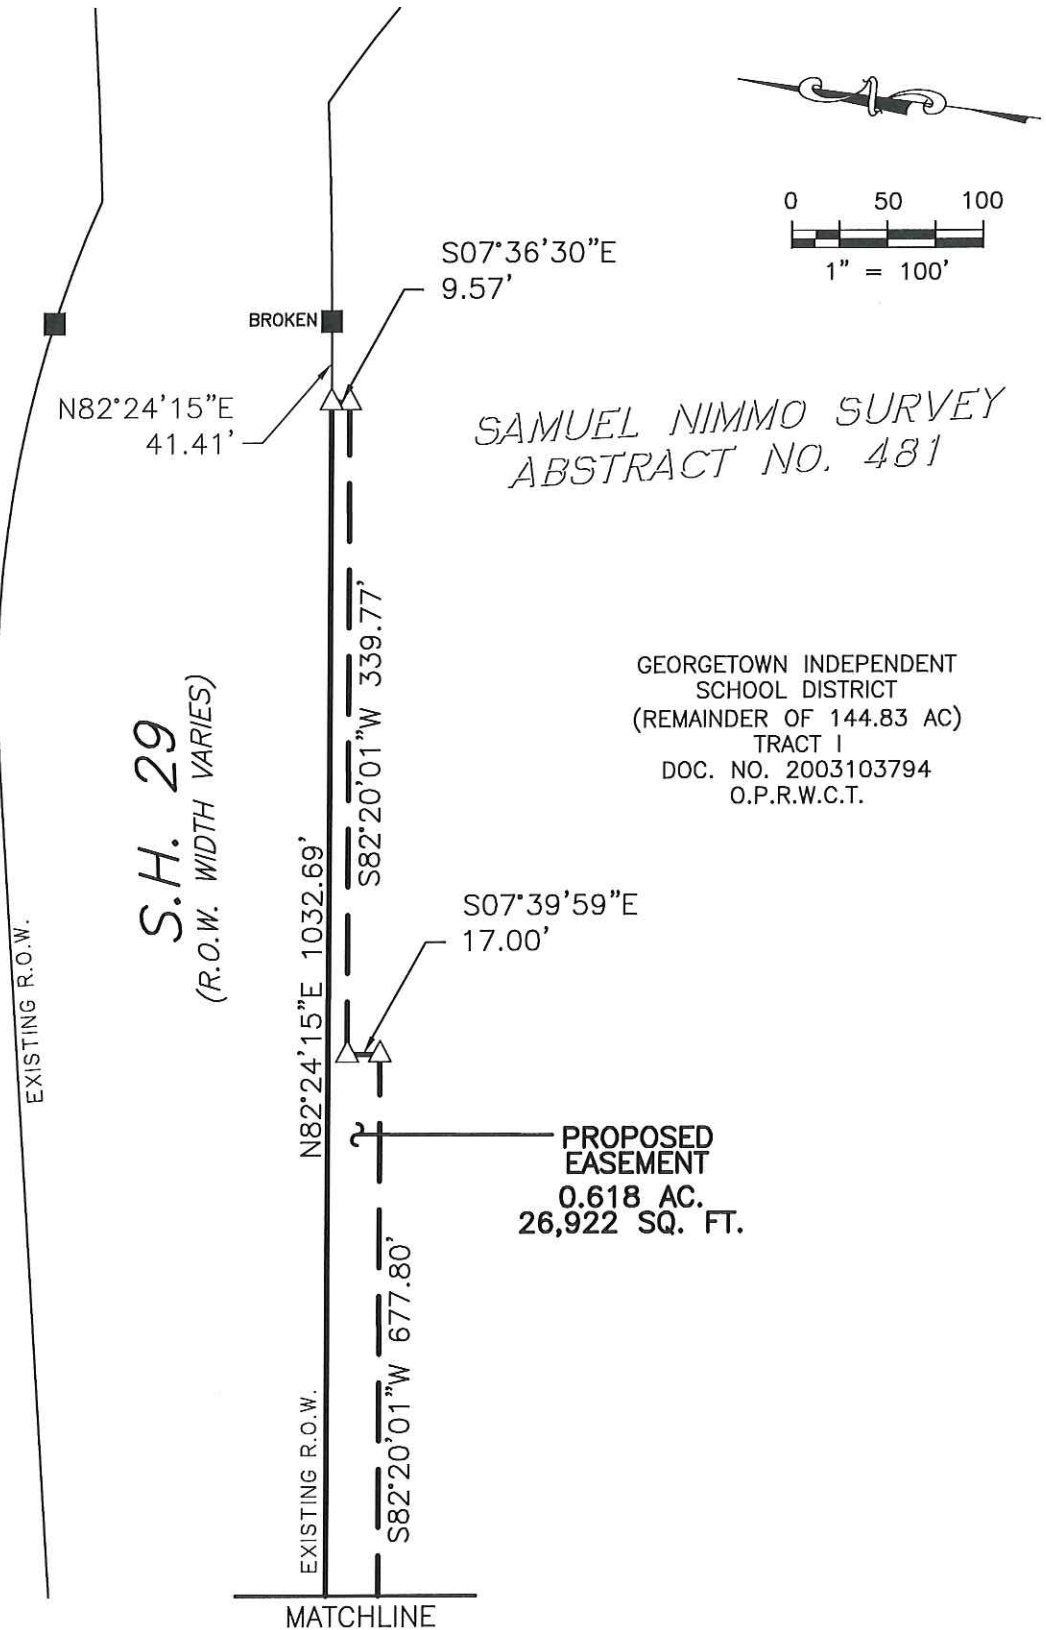 0 50 100
1" = 100'
S07°36'30"E
9.57'
BROKEN
N82°24'15"E
41.41'
SAMUEL NIMMO SURVEY
ABSTRACT NO. 481
S82°20'01"W 339.77'
GEORGETOWN INDEPENDENT
SCHOOL DISTRICT
(REMAINDER OF 144.83 AC)
TRACT I
DOC. NO. 2003103794
O.P.R.W.C.T.
S.H. 29
(R.O.W. WIDTH VARIES)
N82°24'15"E 1032.69'
S07°39'59"E
17.00'
EXISTING R.O.W.
PROPOSED
EASEMENT
0.618 AC.
26,922 SQ. FT.
S82°20'01"W 677.80'
EXISTING R.O.W.
MATCHLINE